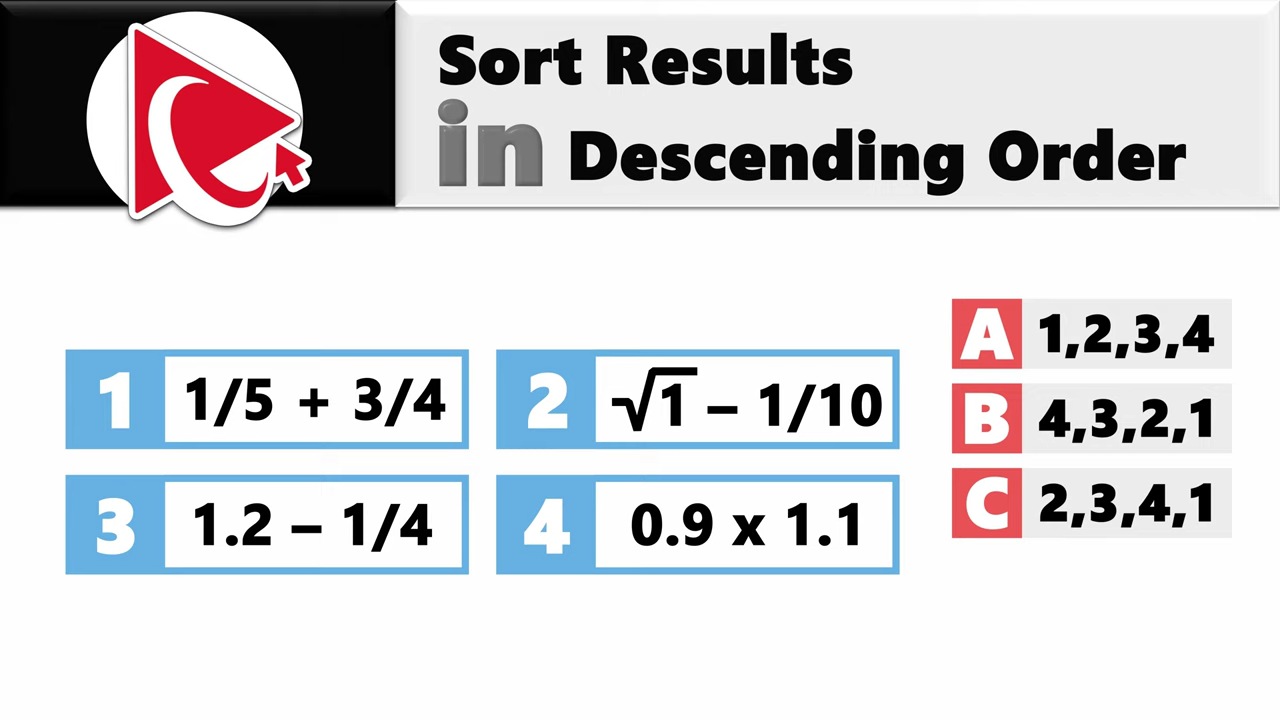 Sort Results
in Descending Order
1 1/5 + 3/4
2 √1 – 1/10
3 1.2 – 1/4
4 0.9 x 1.1
A 1,2,3,4
B 4,3,2,1
C 2,3,4,1